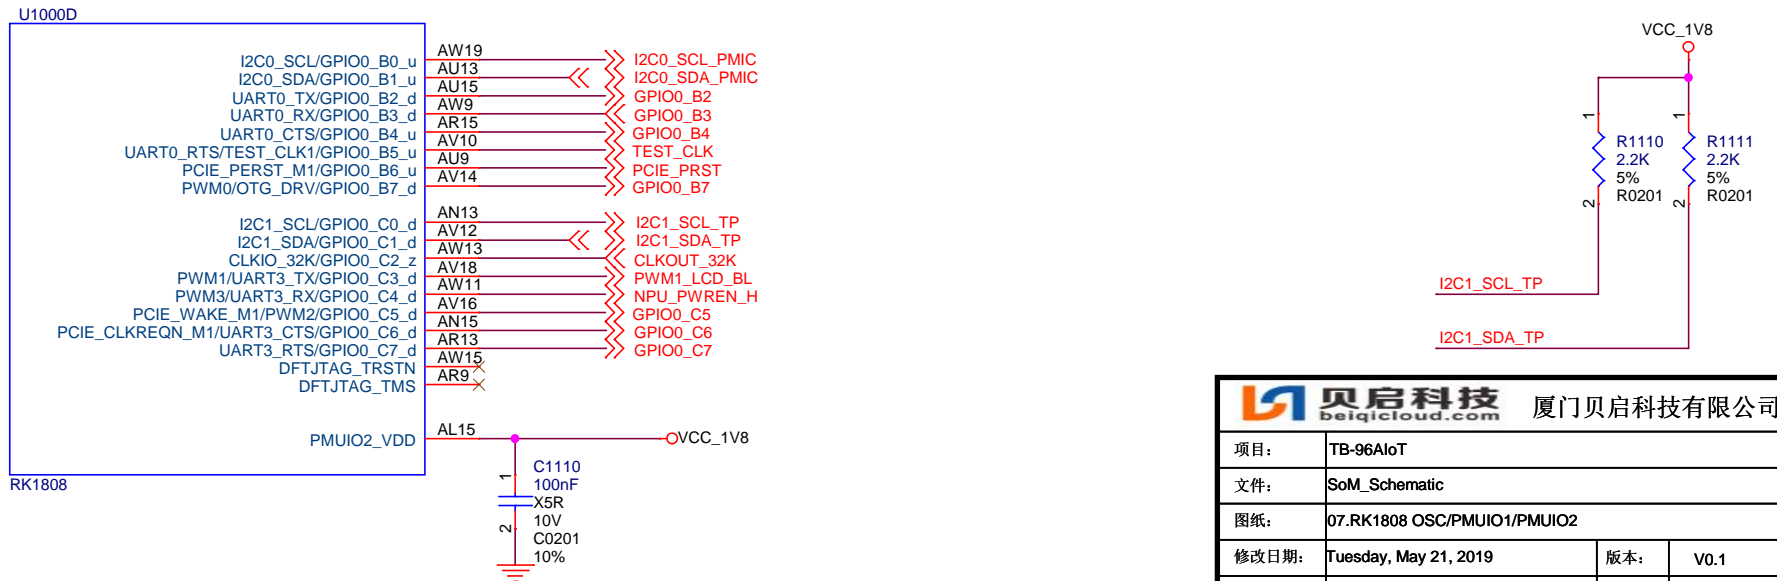 U1000D
I2C0_SCL/GPIO0_B0_u AW19 I2C0_SCL_PMIC
I2C0_SDA/GPIO0_B1_u AU13 I2C0_SDA_PMIC
UART0_TX/GPIO0_B2_d AU15 GPIO0_B2
UART0_RX/GPIO0_B3_d AW9 GPIO0_B3
UART0_CTS/GPIO0_B4_u AR15 GPIO0_B4
UART0_RTS/TEST_CLK1/GPIO0_B5_u AV10 TEST_CLK
PCIE_PERST_M1/GPIO0_B6_u AU9 PCIE_PRST
PWM0/OTG_DRV/GPIO0_B7_d AV14 GPIO0_B7
I2C1_SCL/GPIO0_C0_d AN13 I2C1_SCL_TP
I2C1_SDA/GPIO0_C1_d AV12 I2C1_SDA_TP
CLKIO_32K/GPIO0_C2_z AW13 CLKOUT_32K
PWM1/UART3_TX/GPIO0_C3_d AV18 PWM1_LCD_BL
PWM3/UART3_RX/GPIO0_C4_d AW11 NPU_PWREN_H
PCIE_WAKE_M1/PWM2/GPIO0_C5_d AV16 GPIO0_C5
PCIE_CLKREQN_M1/UART3_CTS/GPIO0_C6_d AN15 GPIO0_C6
UART3_RTS/GPIO0_C7_d AR13 GPIO0_C7
DFTJTAG_TRSTN AW15
DFTJTAG_TMS AR9
PMUIO2_VDD AL15 VCC_1V8
RK1808
1
2
C1110
100nF
X5R
10V
C0201
10%
VCC_1V8
1
2
R1110
2.2K
5%
R0201
1
2
R1111
2.2K
5%
R0201
I2C1_SCL_TP
I2C1_SDA_TP
贝启科技 厦门贝启科技有限公司
beiqicloud.com
项目: TB-96AIoT
文件: SoM_Schematic
图纸: 07.RK1808 OSC/PMUIO1/PMUIO2
修改日期: Tuesday, May 21, 2019 版本: V0.1